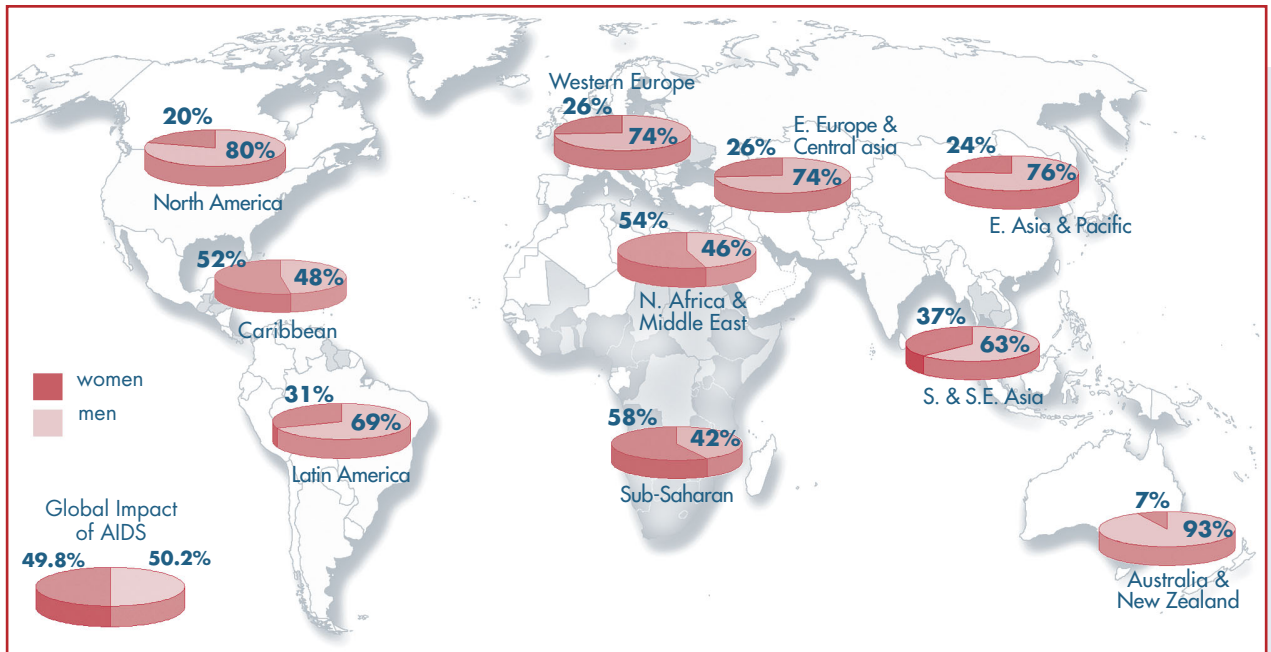 Western Europe
26%
74%
20%
80%
North America
E. Europe &
Central asia
26%
74%
24%
76%
E. Asia & Pacific
54%
46%
N. Africa &
Middle East
52%
48%
Caribbean
37%
63%
S. & S.E. Asia
women
men
31%
69%
Latin America
58%
42%
Sub-Saharan
7%
93%
Australia &
New Zealand
Global Impact
of AIDS
49.8%
50.2%